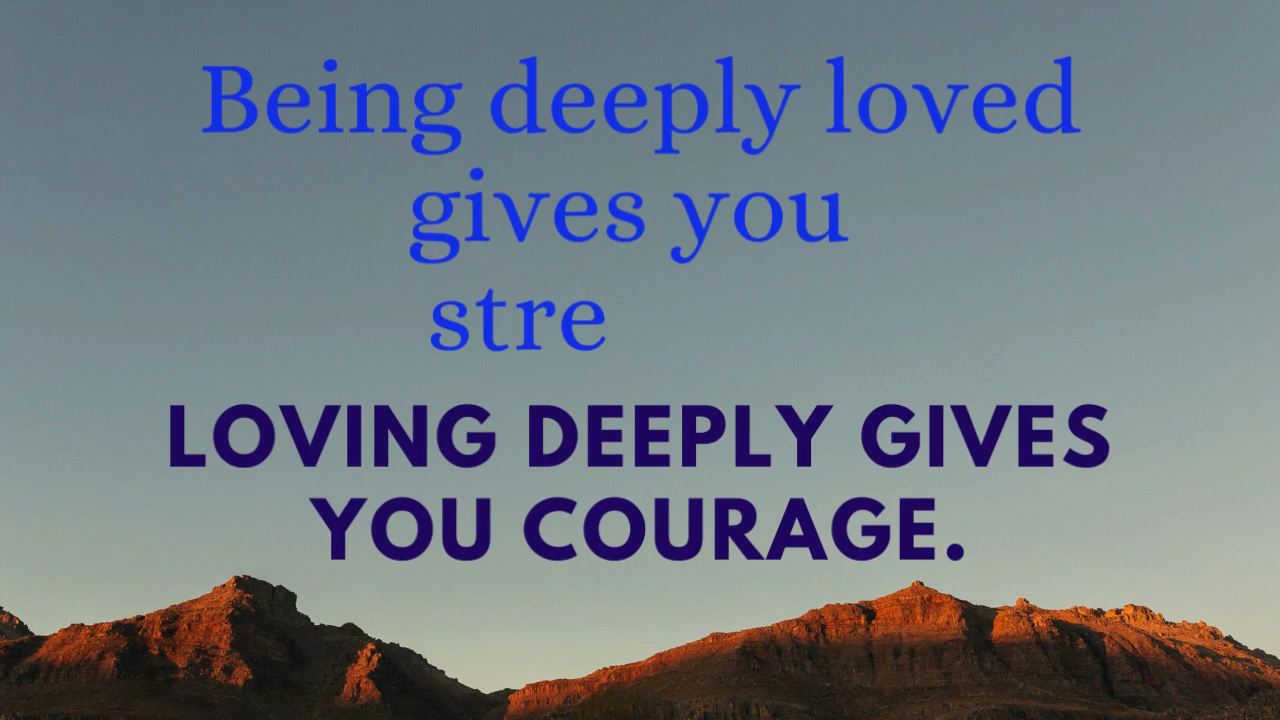 Being deeply loved
gives you
stre
LOVING DEEPLY GIVES
YOU COURAGE.